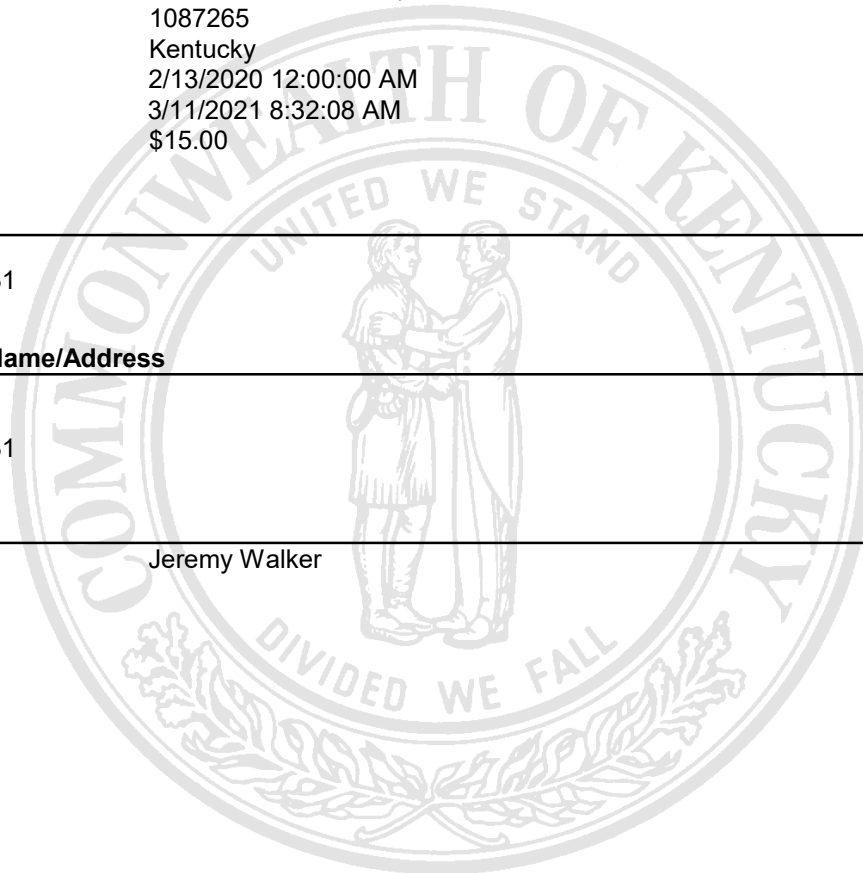 1087265
Kentucky
2/13/2020 12:00:00 AM
3/11/2021 8:32:08 AM
$15.00
COMMONWEALTH OF KENTUCKY
UNITED WE STAND
1
ame/Address
1
Jeremy Walker
DIVIDED WE FALL